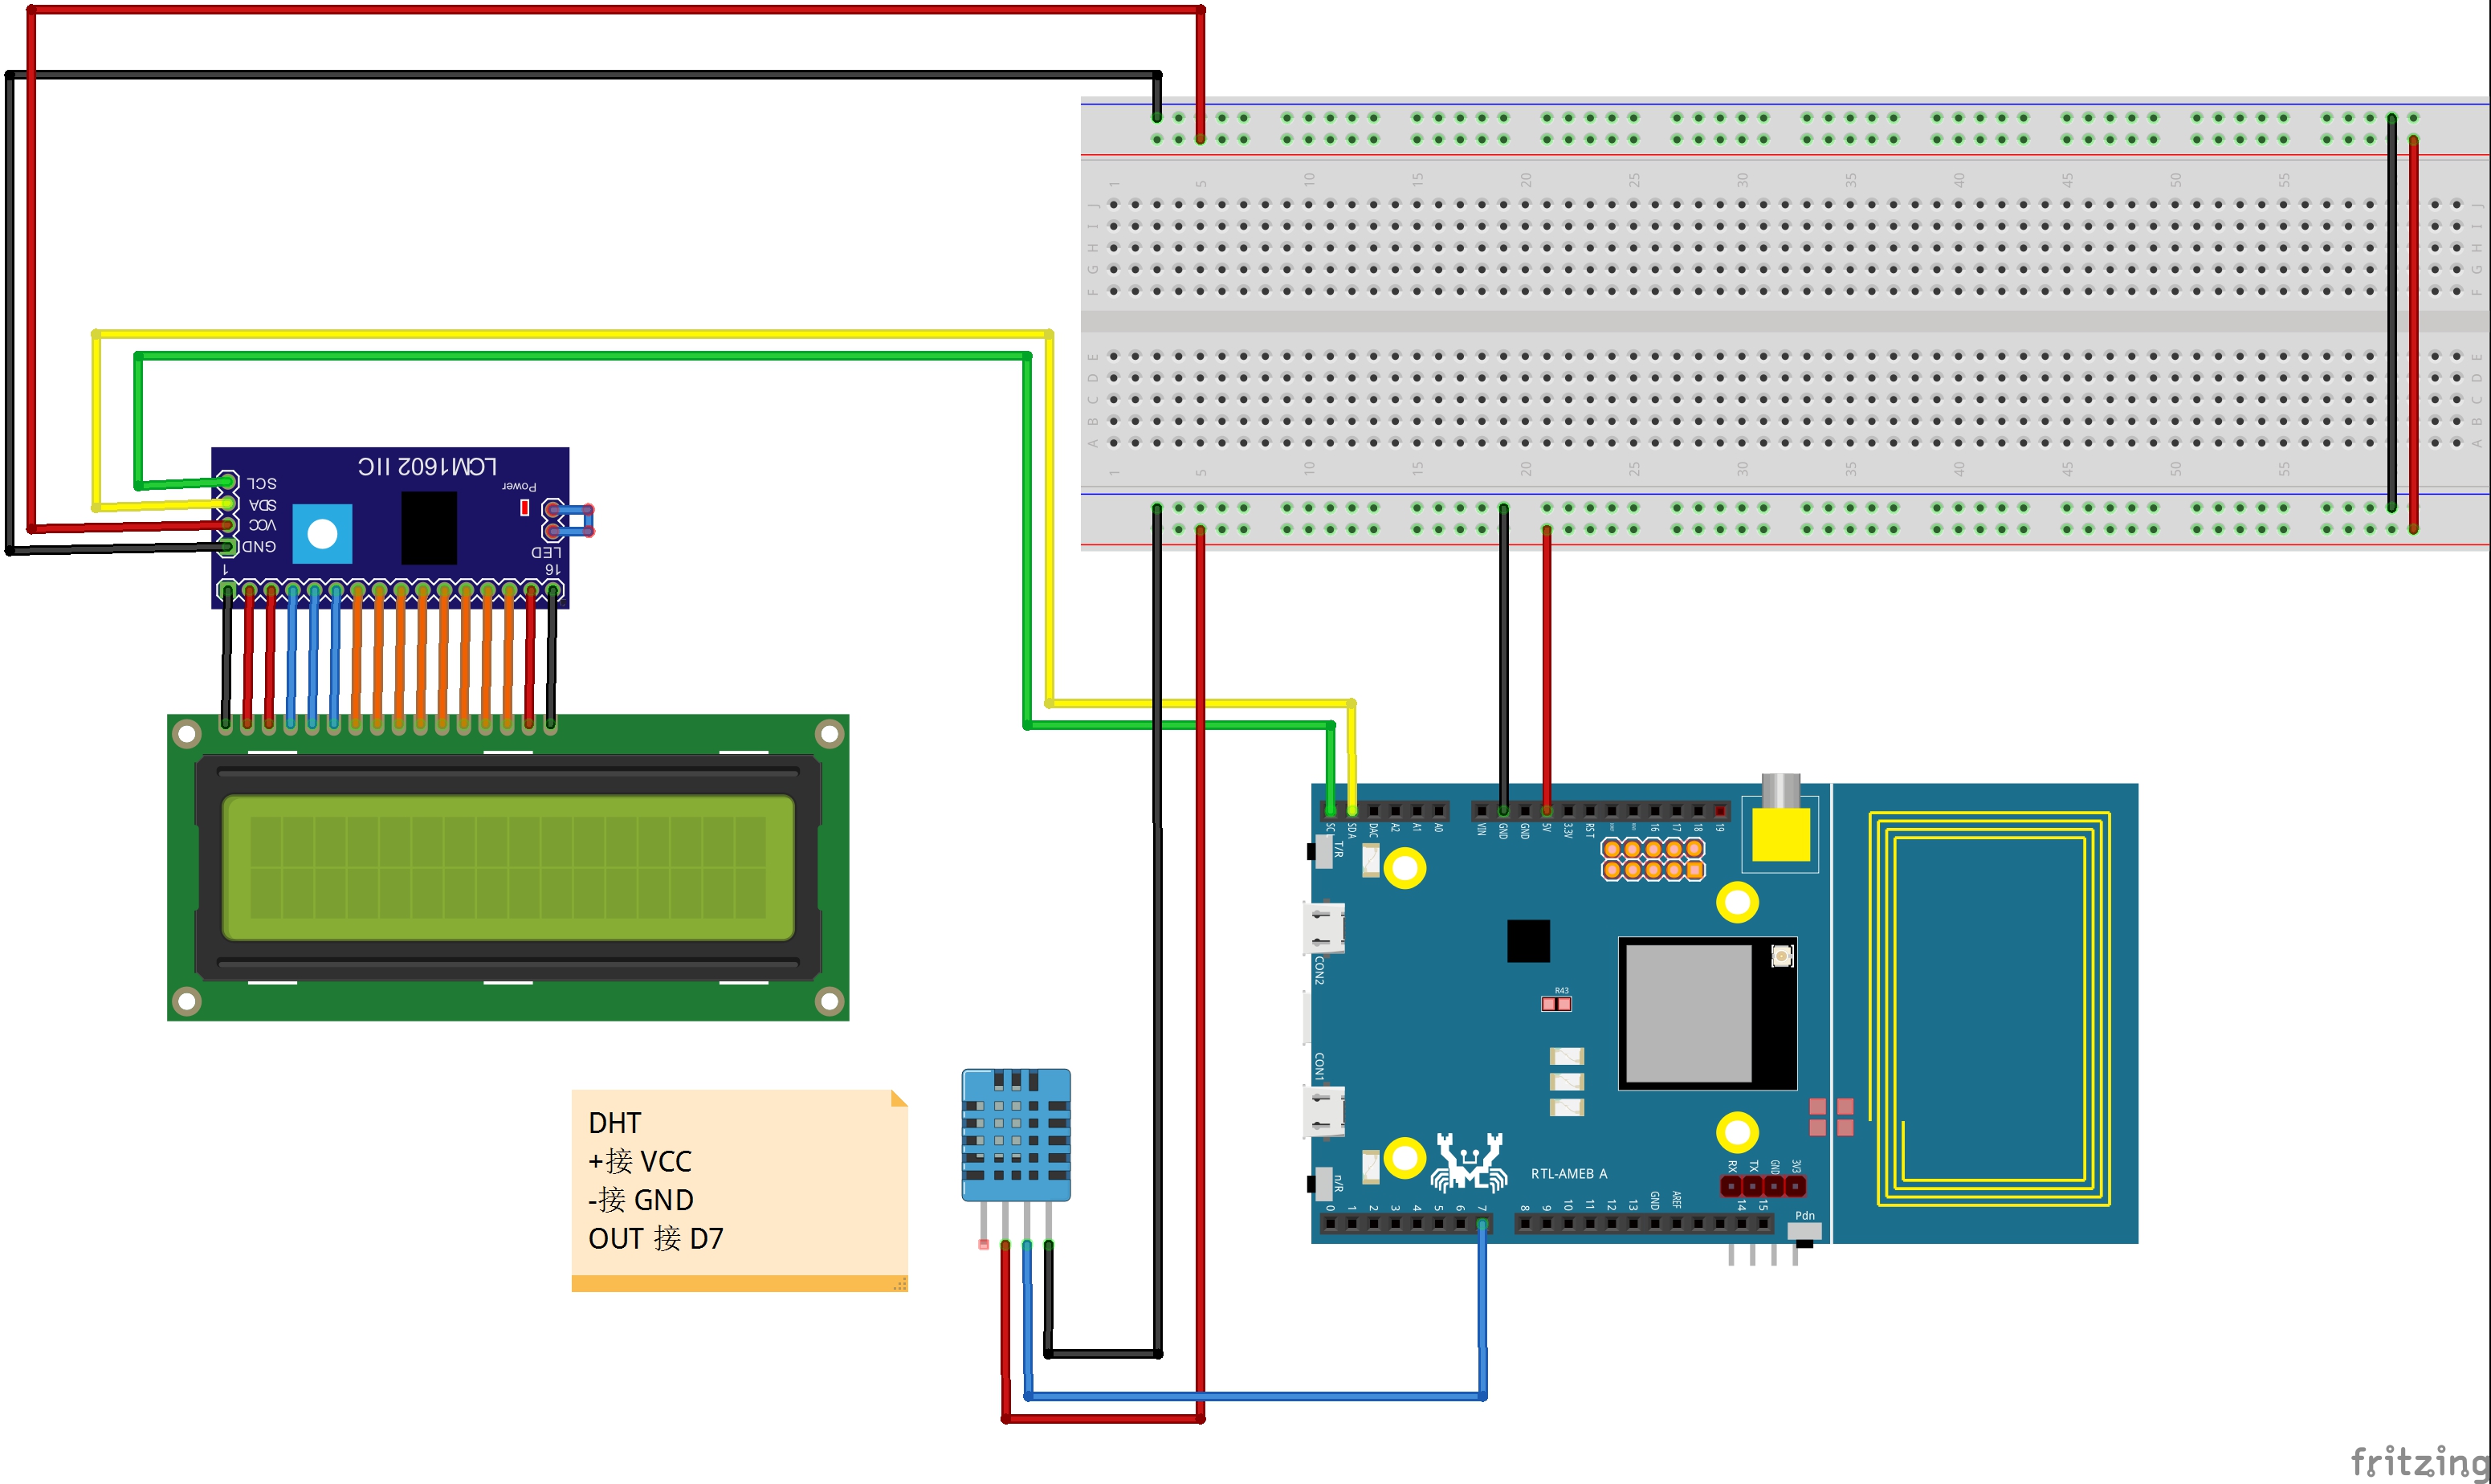 1 5 10 15 20 25 30 35 40 45 50 55
J J
I I
H H
G G
F F
E E
D D
C C
B B
A A
1 5 10 15 20 25 30 35 40 45 50 55
LCM1602 IIC
SCL
SDA
VCC
GND
Power
LED
1 16
SC SDA DAC A2 A1 A0 VIN GND GND 5V 3.3V RST 16 17 18 19
T/R
CON2
R43
CON1
RTL-AMEB A
RX TX GND 3V3
n/R
0 1 2 3 4 5 6 7 8 9 10 11 12 13 GND AREF 14 15
Pdn
DHT
+接 VCC
-接 GND
OUT 接 D7
fritzing